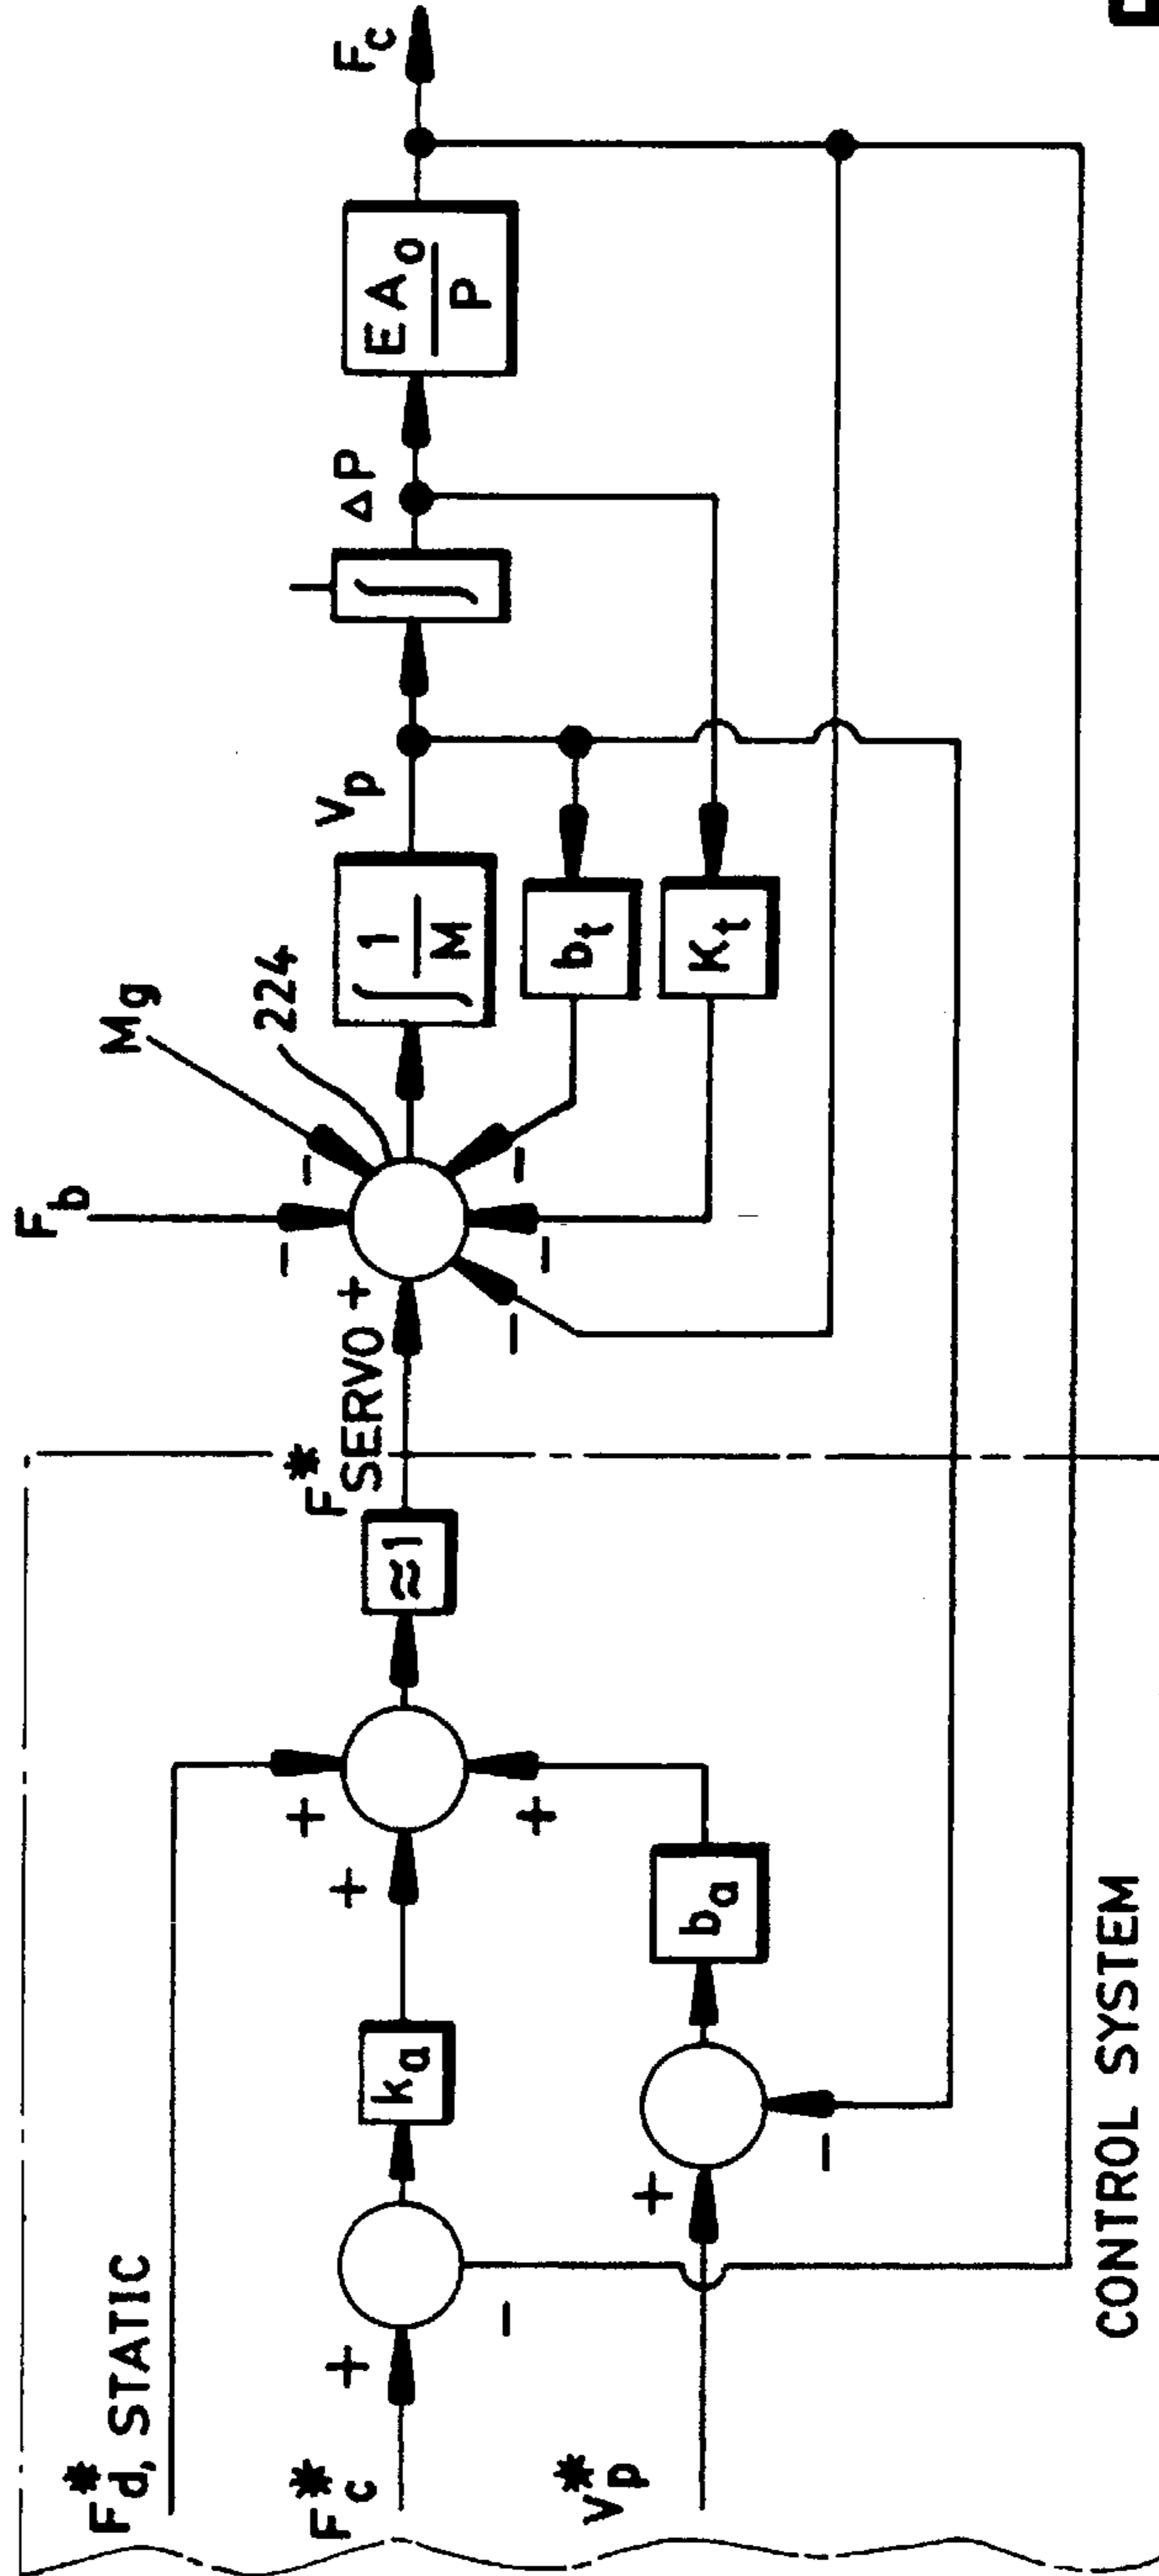 F*d, STATIC
F*c
v*p
+
-
ka
+
-
ba
+
+
+
≈1
F*SERVO
+
Fb
Mg
224
-
-
-
-
-
∫ 1/M
Vp
bt
Kt
∫
ΔP
EAo
P
Fc
CONTROL SYSTEM